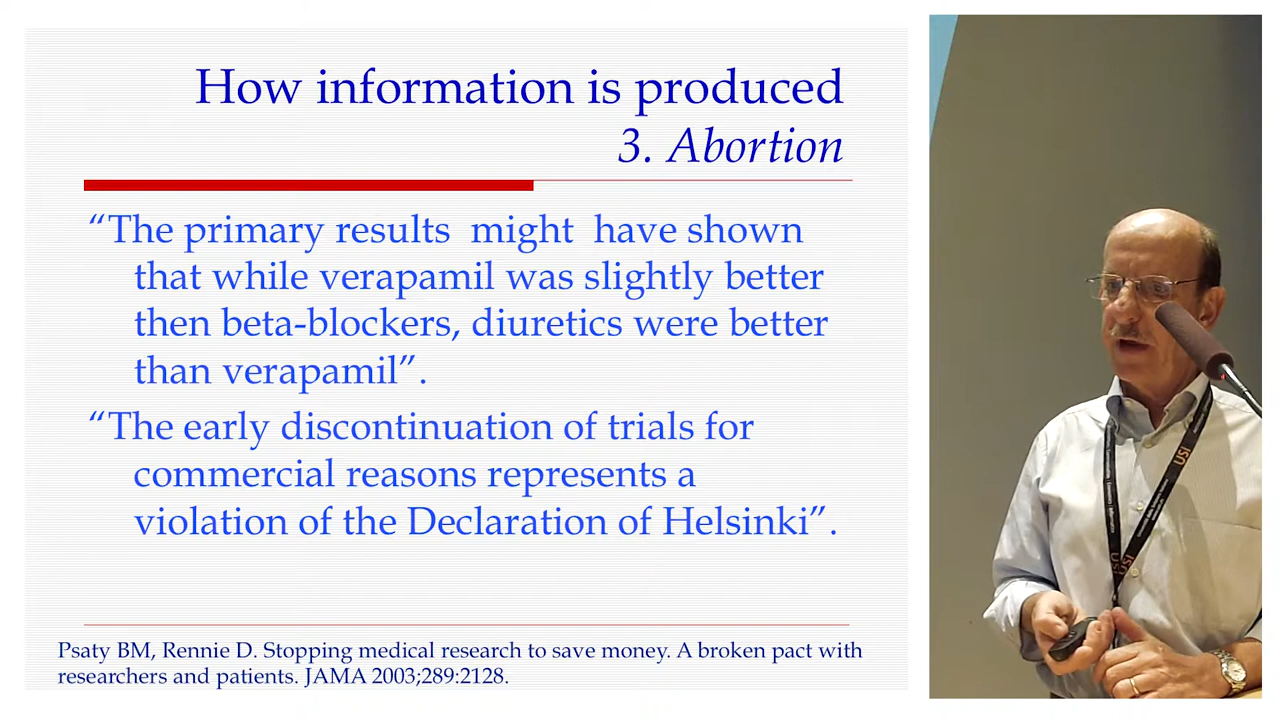 How information is produced
3. Abortion
“The primary results might have shown
that while verapamil was slightly better
then beta-blockers, diuretics were better
than verapamil”.
“The early discontinuation of trials for
commercial reasons represents a
violation of the Declaration of Helsinki”.
Psaty BM, Rennie D. Stopping medical research to save money. A broken pact with
researchers and patients. JAMA 2003;289:2128.
USI
USI
USI